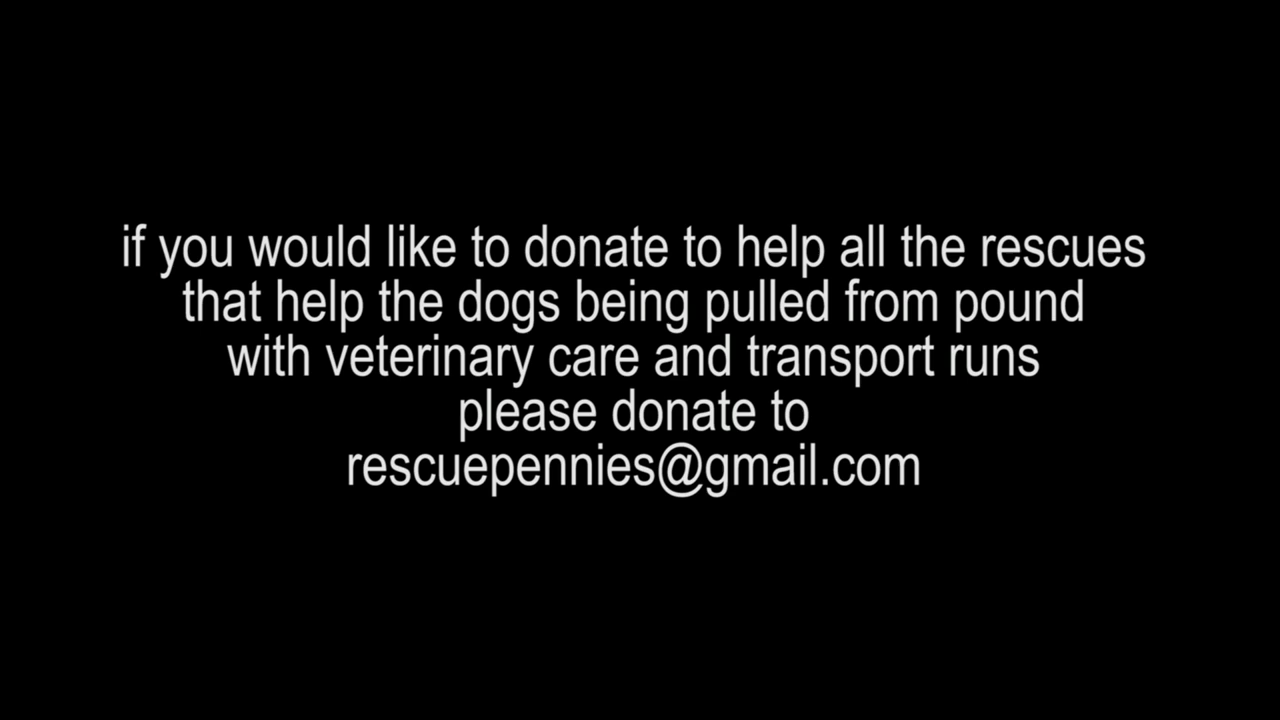 if you would like to donate to help all the rescues
that help the dogs being pulled from pound
with veterinary care and transport runs
please donate to
rescuepennies@gmail.com